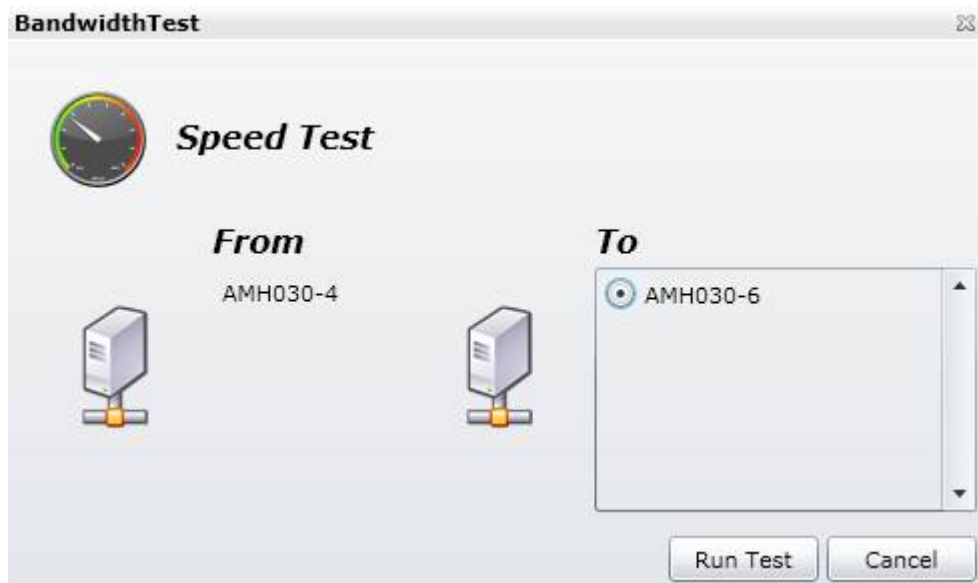 BandwidthTest
Speed Test
From
To
AMH030-4
AMH030-6
Run Test
Cancel